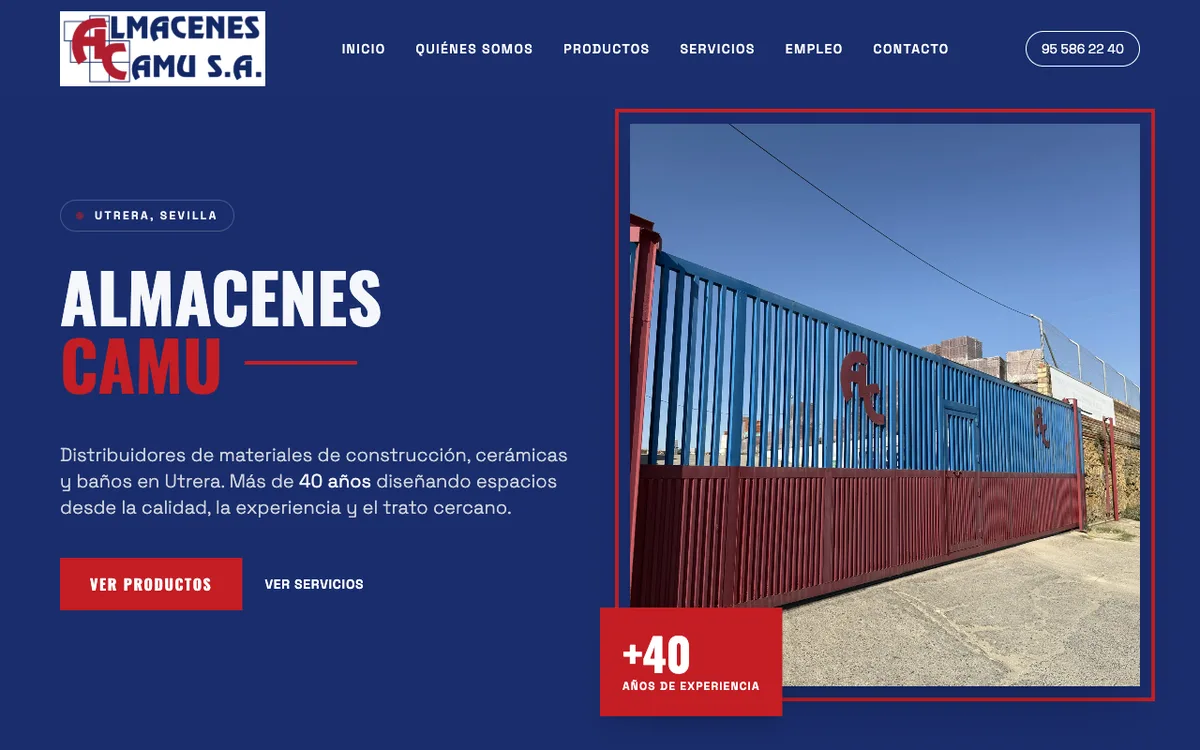 ALMACENES
CAMU S.A.
INICIO
QUIÉNES SOMOS
PRODUCTOS
SERVICIOS
EMPLEO
CONTACTO
95 586 22 40
UTRERA, SEVILLA
ALMACENES
CAMU
Distribuidores de materiales de construcción, cerámicas
y baños en Utrera. Más de 40 años diseñando espacios
desde la calidad, la experiencia y el trato cercano.
VER PRODUCTOS
VER SERVICIOS
AC
AC
+40
AÑOS DE EXPERIENCIA